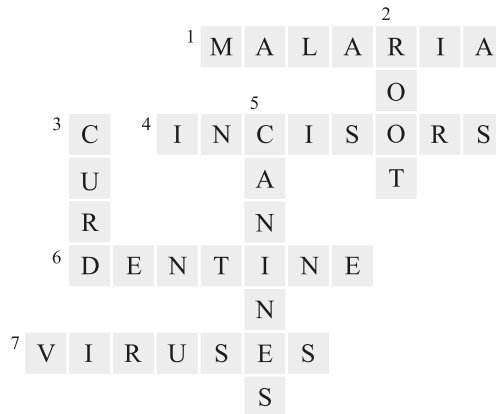 2
1 M A L A R I A
O
5
3 C 4 I N C I S O R S
U A T
R N
6 D E N T I N E
N
7 V I R U S E S
S